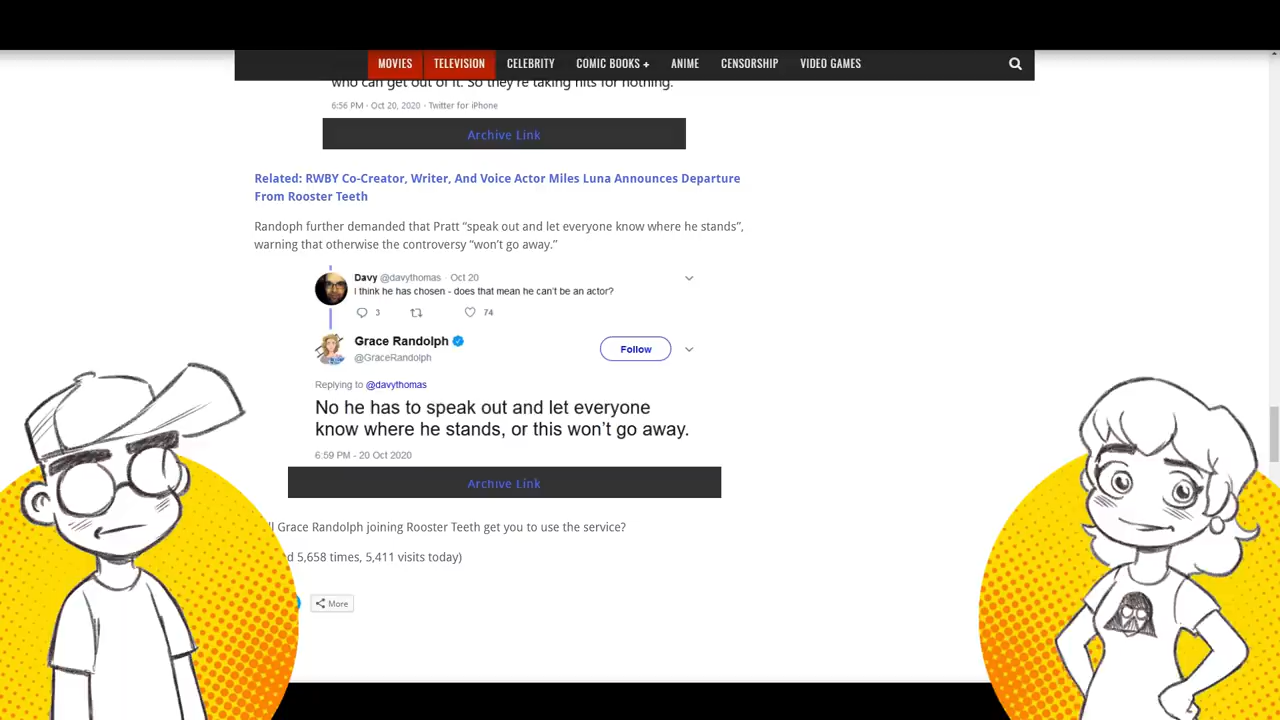 MOVIES TELEVISION CELEBRITY COMIC BOOKS + ANIME CENSORSHIP VIDEO GAMES
who can get out of it. So they're taking hits for nothing.
6:56 PM · Oct 20, 2020 · Twitter for iPhone
Archive Link
Related: RWBY Co-Creator, Writer, And Voice Actor Miles Luna Announces Departure
From Rooster Teeth
Randoph further demanded that Pratt “speak out and let everyone know where he stands”,
warning that otherwise the controversy “won’t go away.”
Davy @davythomas · Oct 20
I think he has chosen - does that mean he can't be an actor?
3 74
Grace Randolph
@GraceRandolph
Follow
Replying to @davythomas
No he has to speak out and let everyone
know where he stands, or this won’t go away.
6:59 PM - 20 Oct 2020
Archive Link
Grace Randolph joining Rooster Teeth get you to use the service?
5,658 times, 5,411 visits today)
More